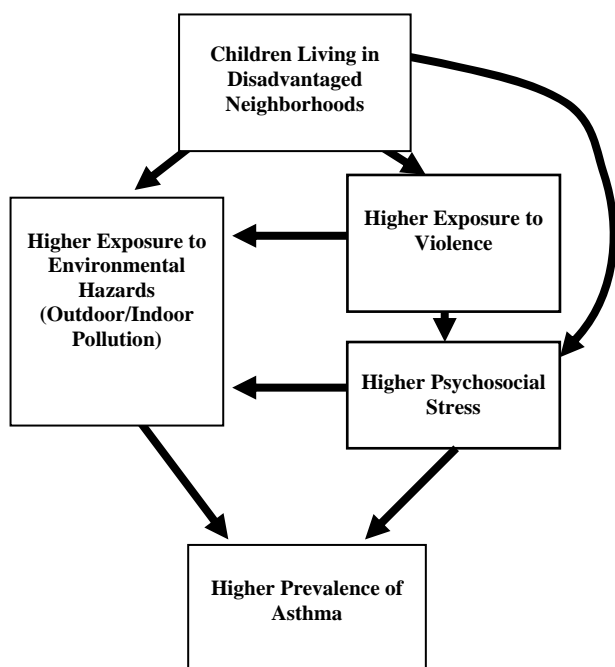 Children Living in
Disadvantaged
Neighborhoods
Higher Exposure to
Environmental
Hazards
(Outdoor/Indoor
Pollution)
Higher Exposure to
Violence
Higher Psychosocial
Stress
Higher Prevalence of
Asthma